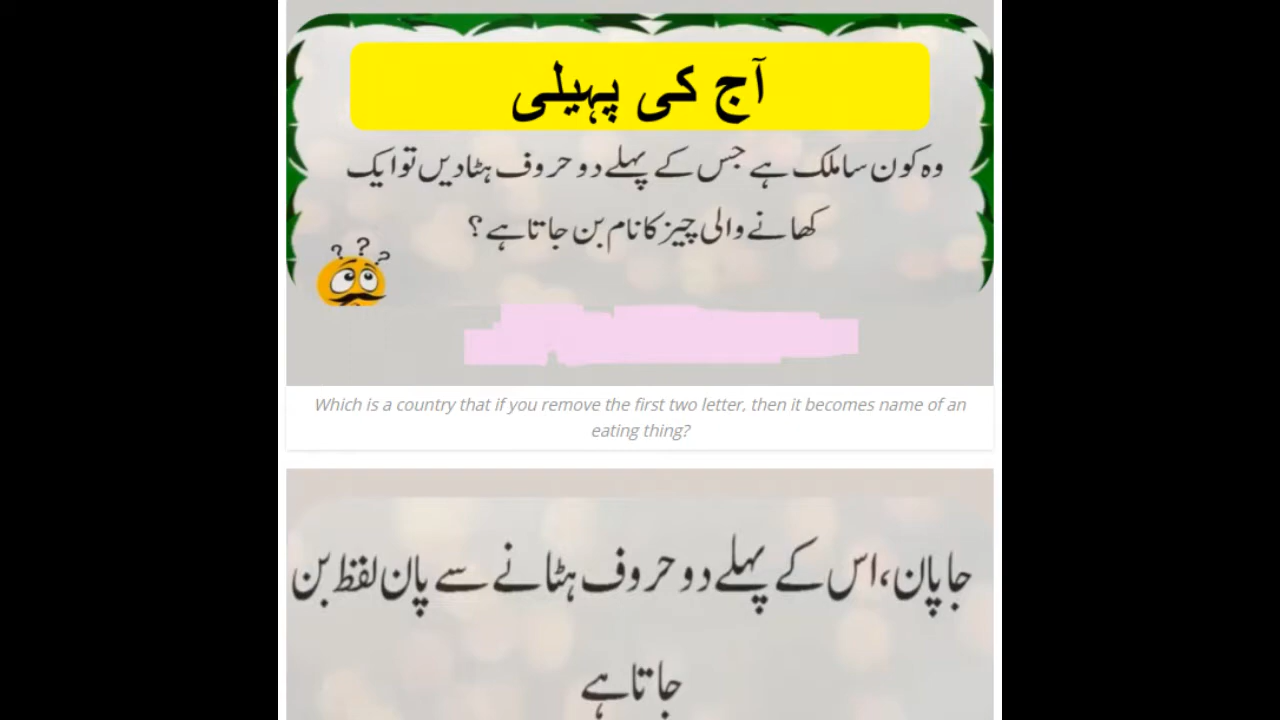 آج کی پہیلی
وہ کون سا ملک ہے جس کے پہلے دو حروف ہٹا دیں تو ایک
کھانے والی چیز کا نام بن جاتا ہے ؟
? ? ?
Which is a country that if you remove the first two letter, then it becomes name of an
eating thing?
جاپان، اس کے پہلے دو حروف ہٹانے سے پان لفظ بن
جاتا ہے